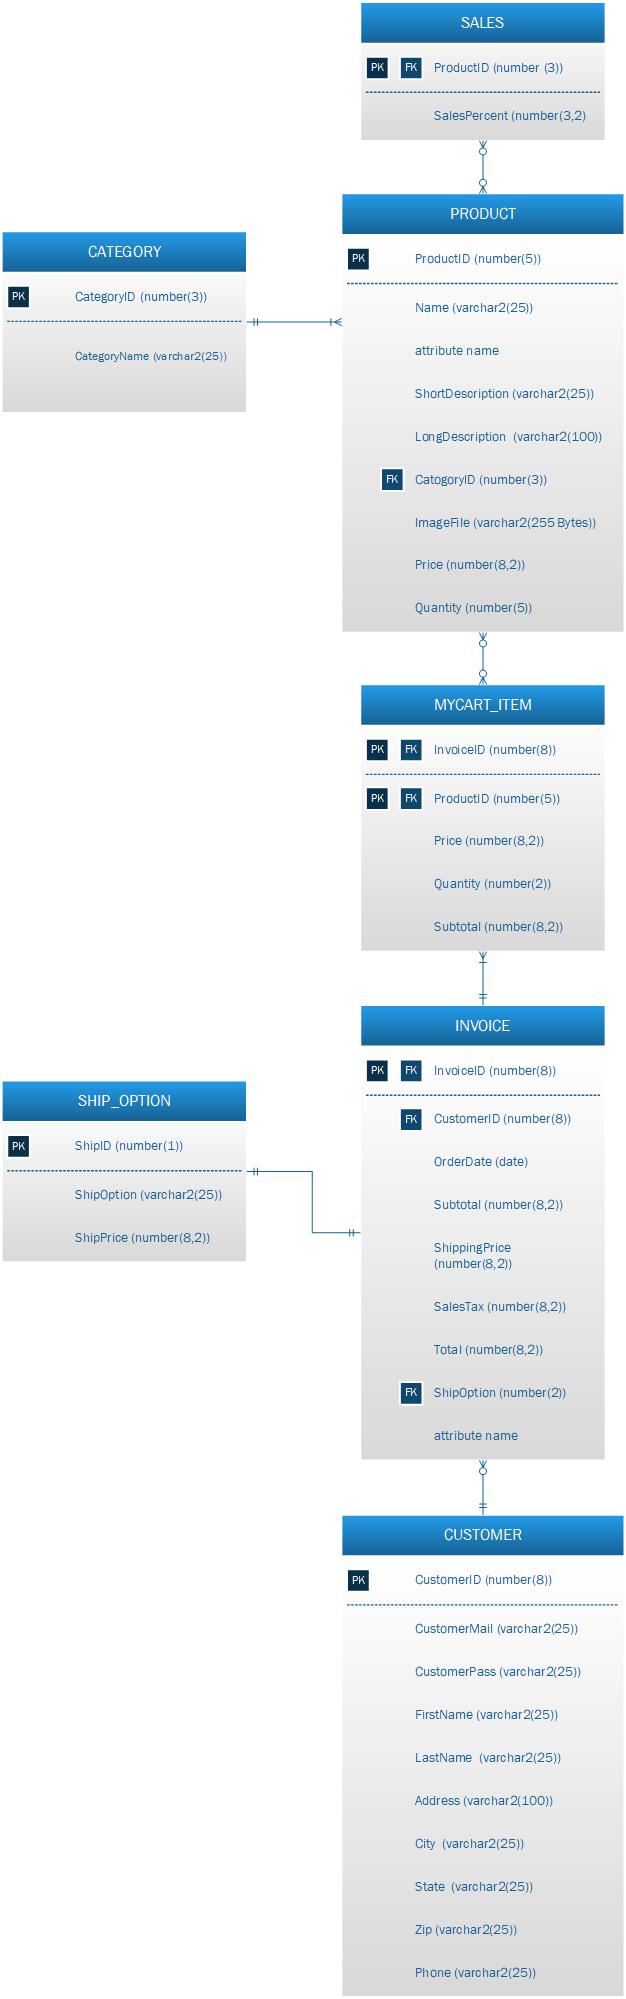 SALES
PK FK ProductID (number (3))
SalesPercent (number(3,2)
PRODUCT
PK ProductID (number(5))
Name (varchar2(25))
attribute name
ShortDescription (varchar2(25))
LongDescription (varchar2(100))
FK CatogoryID (number(3))
ImageFile (varchar2(255 Bytes))
Price (number(8,2))
Quantity (number(5))
CATEGORY
PK CategoryID (number(3))
CategoryName (varchar2(25))
MYCART_ITEM
PK FK InvoiceID (number(8))
PK FK ProductID (number(5))
Price (number(8,2))
Quantity (number(2))
Subtotal (number(8,2))
INVOICE
PK FK InvoiceID (number(8))
FK CustomerID (number(8))
OrderDate (date)
Subtotal (number(8,2))
ShippingPrice
(number(8,2))
SalesTax (number(8,2))
Total (number(8,2))
FK ShipOption (number(2))
attribute name
SHIP_OPTION
PK ShipID (number(1))
ShipOption (varchar2(25))
ShipPrice (number(8,2))
CUSTOMER
PK CustomerID (number(8))
CustomerMail (varchar2(25))
CustomerPass (varchar2(25))
FirstName (varchar2(25))
LastName (varchar2(25))
Address (varchar2(100))
City (varchar2(25))
State (varchar2(25))
Zip (varchar2(25))
Phone (varchar2(25))